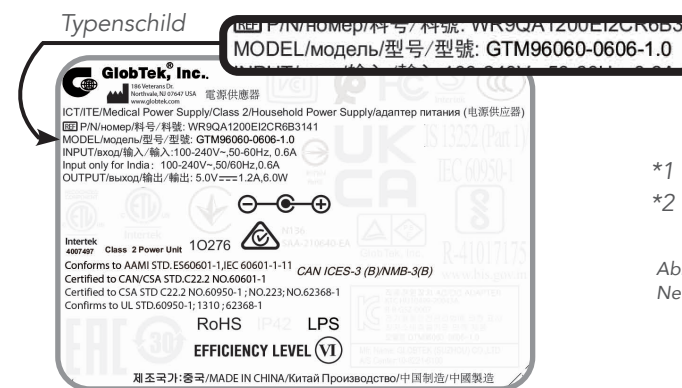 Typenschild
REF P/N/номер/料号/料號: WR9QA1200EI2CR6B3
MODEL/модель/型号/型號: GTM96060-0606-1.0
GlobTek, Inc.
186 Veterans Dr.
Northvale, NJ 07647 USA
www.globtek.com
電源供應器
ICT/ITE/Medical Power Supply/Class 2/Household Power Supply/адаптер питания (电源供应器)
REF P/N/номер/料号/料號: WR9QA1200EI2CR6B3141
MODEL/модель/型号/型號: GTM96060-0606-1.0
INPUT/вход/输入/輸入:100-240V~,50-60Hz, 0.6A
Input only for India: 100-240V~,50/60Hz,0.6A
OUTPUT/выход/输出/輸出: 5.0V⎓1.2A,6.0W
IS 13252 (Part 1)
IEC 60950-1
UK
CA
Intertek
Intertek
4007497
Class 2 Power Unit
1O276
N136
SAA-210640-EA
GlobTek, Inc.
R-41017175
www.bis.gov.in
Conforms to AAMI STD. ES60601-1,IEC 60601-1-11
CAN ICES-3 (B)/NMB-3(B)
Certified to CAN/CSA STD.C22.2 NO.60601-1
Certified to CSA STD C22.2 NO.60950-1 ; NO.223; NO.62368-1
Confirms to UL STD.60950-1; 1310 ; 62368-1
RoHS IP42 LPS
EAC
30
EFFICIENCY LEVEL VI
제조국가:중국/MADE IN CHINA/Китай Производство/中国制造/中國製造
*1
*2
Ab
Ne